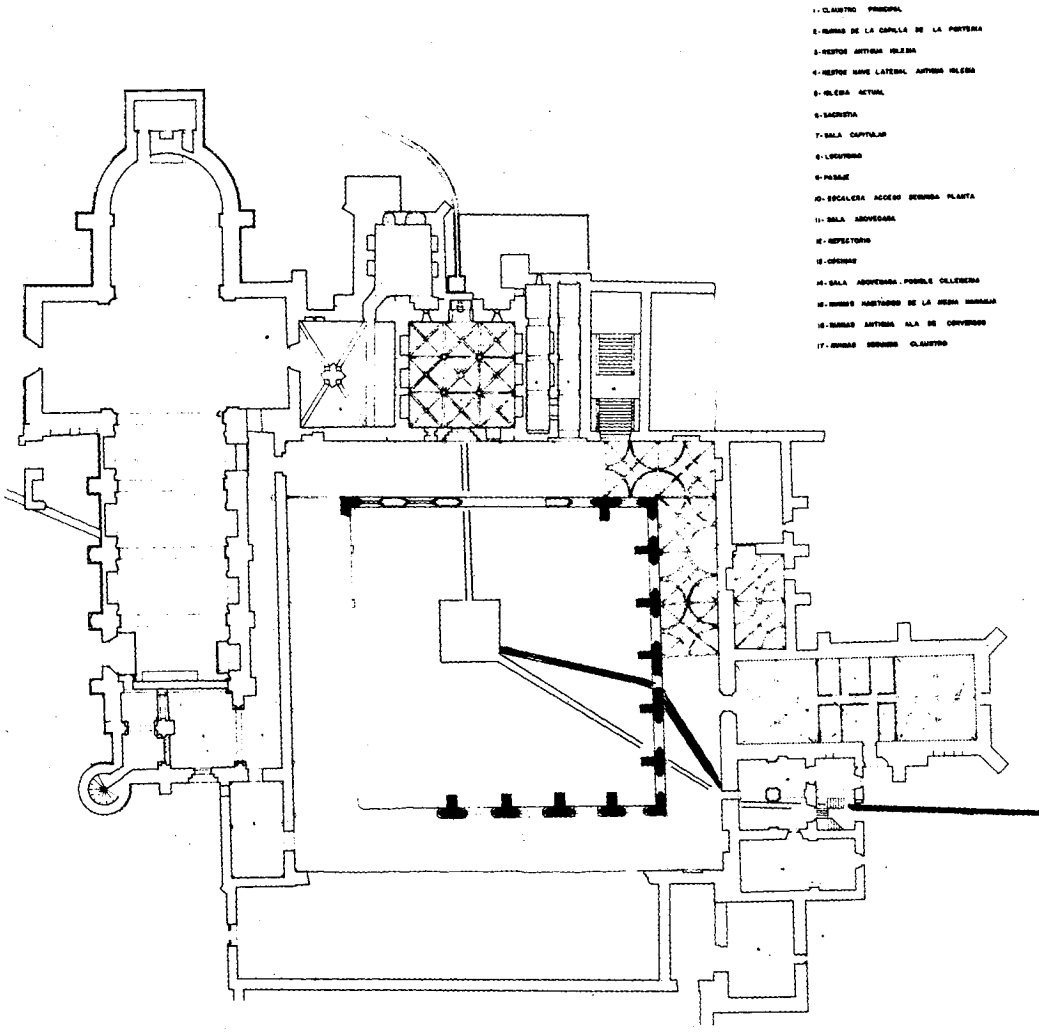 1- CLAUSTRO PRINCIPAL
2- RUINAS DE LA CAPILLA DE LA PORTERIA
3- RESTOS ANTIGUA IGLESIA
4- RESTOS NAVE LATERAL ANTIGUA IGLESIA
5- IGLESIA ACTUAL
6- SACRISTIA
7- SALA CAPITULAR
8- LOCUTORIO
9- PASAJE
10- ESCALERA ACCESO SEGUNDA PLANTA
11- SALA ABOVEDADA
12- REFECTORIO
13- COCINAS
14- SALA ABOVEDADA. POSIBLE CILLERERIA
15- RUINAS HABITACIONES DE LA MEDIA NARANJA
16- RUINAS ANTIGUA ALA DE CONVERSOS
17- RUINAS SEGUNDO CLAUSTRO